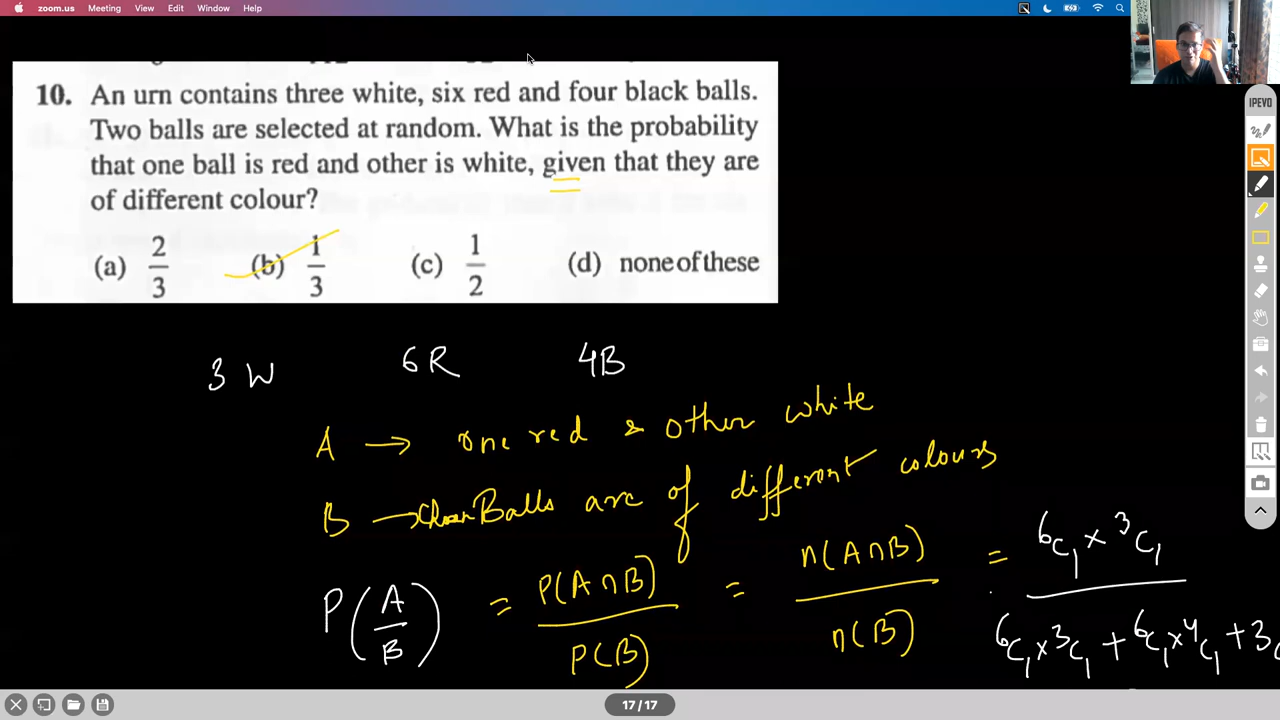 zoom.us Meeting View Edit Window Help
10. An urn contains three white, six red and four black balls.
Two balls are selected at random. What is the probability
that one ball is red and other is white, given that they are
of different colour?
(a) 2/3 (b) 1/3 (c) 1/2 (d) none of these
3 W 6R 4B
A → one red & other white
B → Balls are of different colours
P(A/B) = P(A∩B)/P(B) = n(A∩B)/n(B) = ⁶C₁×³C₁/⁶C₁×³C₁+⁶C₁×⁴C₁+3
IPEVO
17/17